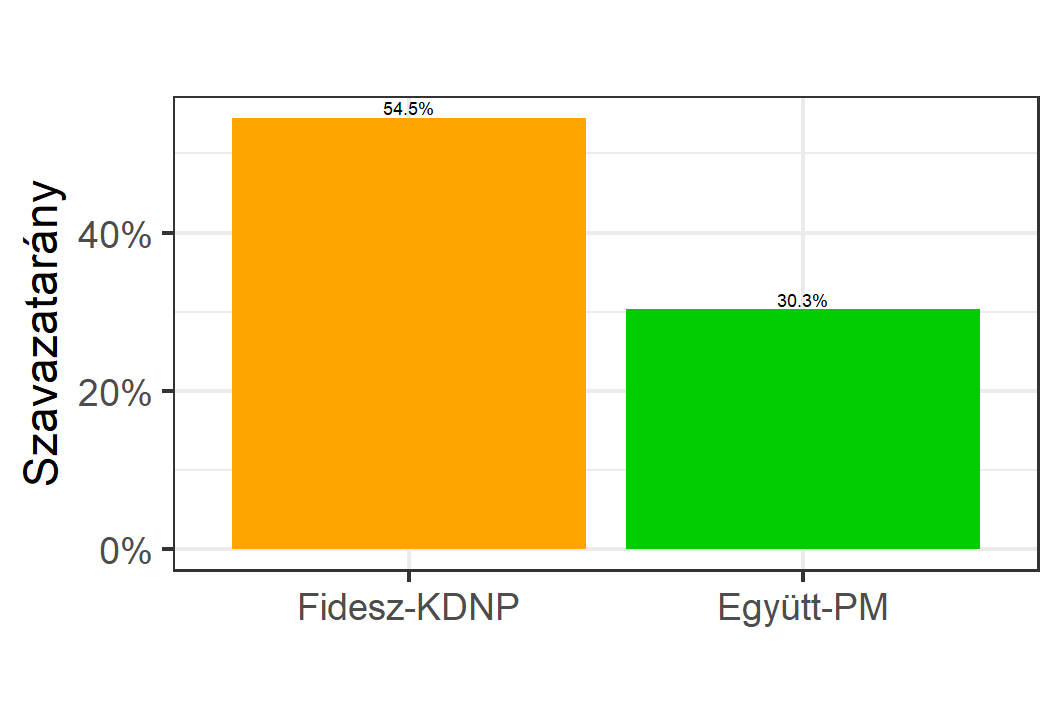 Szavazatarány
40%
20%
0%
54.5%
30.3%
Fidesz-KDNP
Együtt-PM